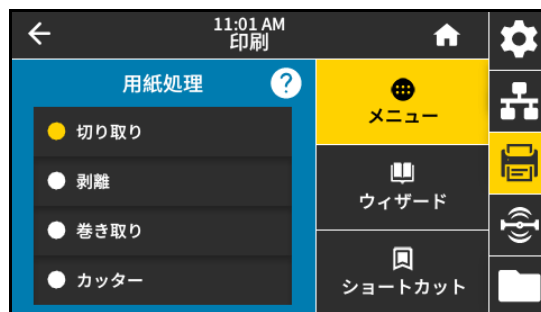 11:01 AM
印刷
用紙処理
?
切り取り
剥離
巻き取り
カッター
メニュー
ウィザード
ショートカット